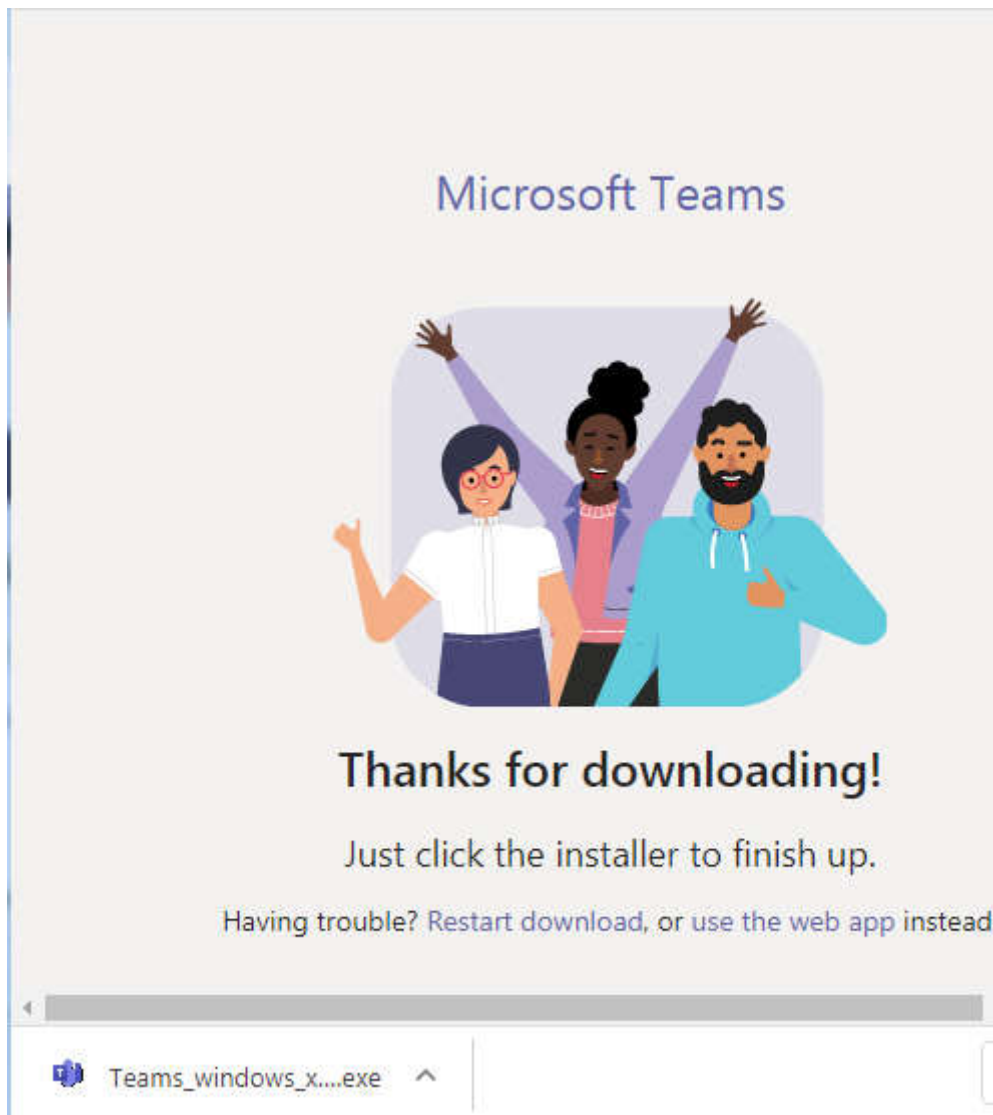 Microsoft Teams
Thanks for downloading!
Just click the installer to finish up.
Having trouble? Restart download, or use the web app instead
Teams_windows_x....exe